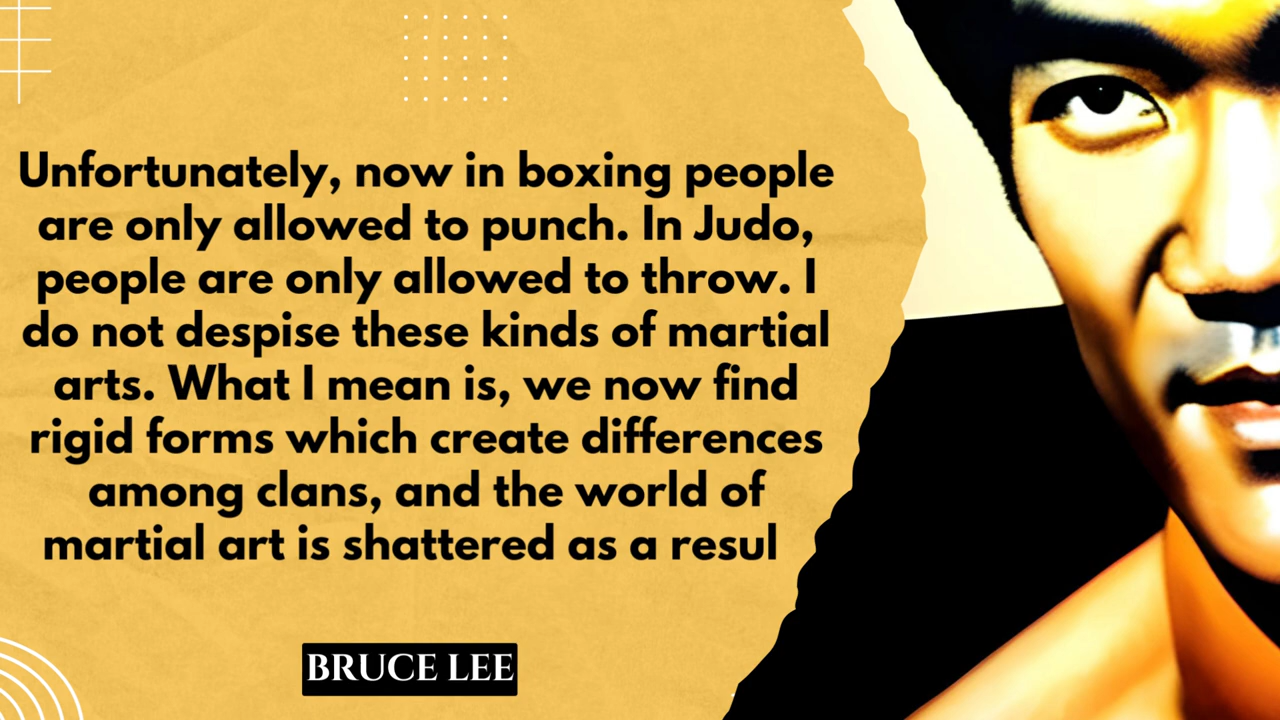 Unfortunately, now in boxing people
are only allowed to punch. In Judo,
people are only allowed to throw. I
do not despise these kinds of martial
arts. What I mean is, we now find
rigid forms which create differences
among clans, and the world of
martial art is shattered as a resul
BRUCE LEE